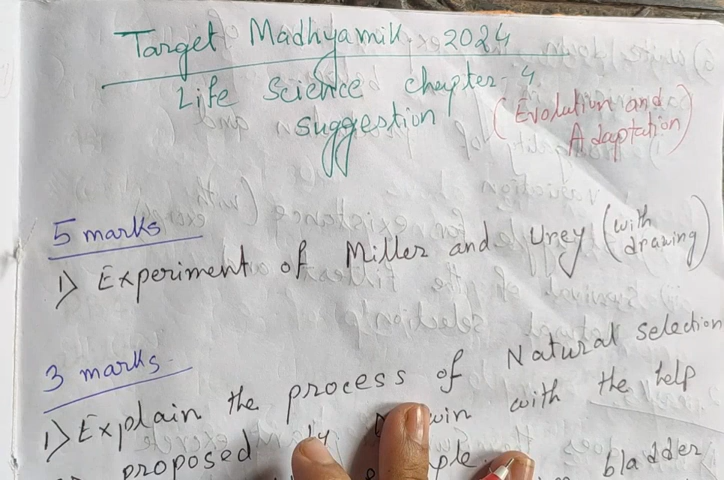 Target Madhyamik 2024
Life Science chapter-4
suggestion
(Evolution and
Adaptation)
5 marks
1) Experiment of Miller and Urey (with
drawing)
3 marks
1) Explain the process of Natural selection
proposed by with the help
bladder